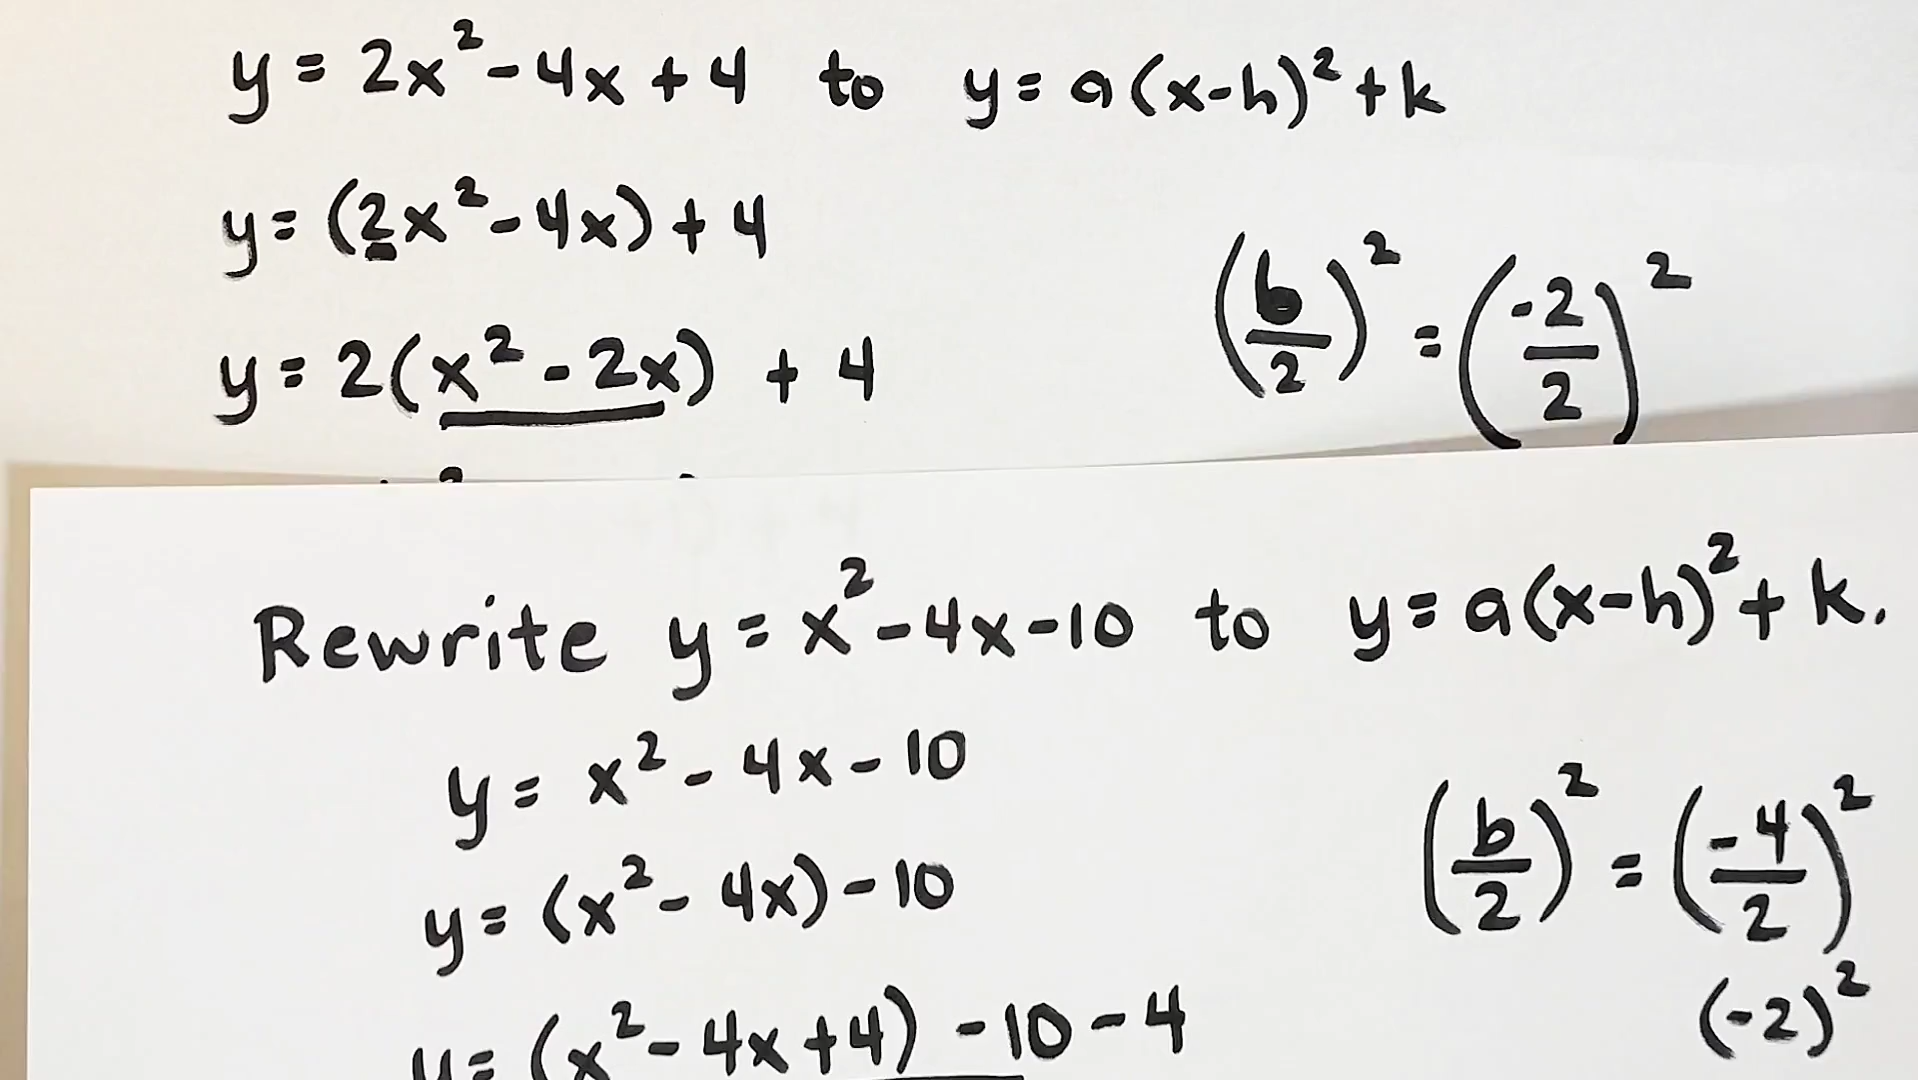 y = 2x² - 4x + 4 to y = a(x-h)² + k
y = (2x² - 4x) + 4
(b/2)² = (-2/2)²
y = 2(x² - 2x) + 4
Rewrite y = x² - 4x - 10 to y = a(x-h)² + k.
y = x² - 4x - 10
(b/2)² = (-4/2)²
y = (x² - 4x) - 10
(-2)²
y = (x² - 4x + 4) - 10 - 4